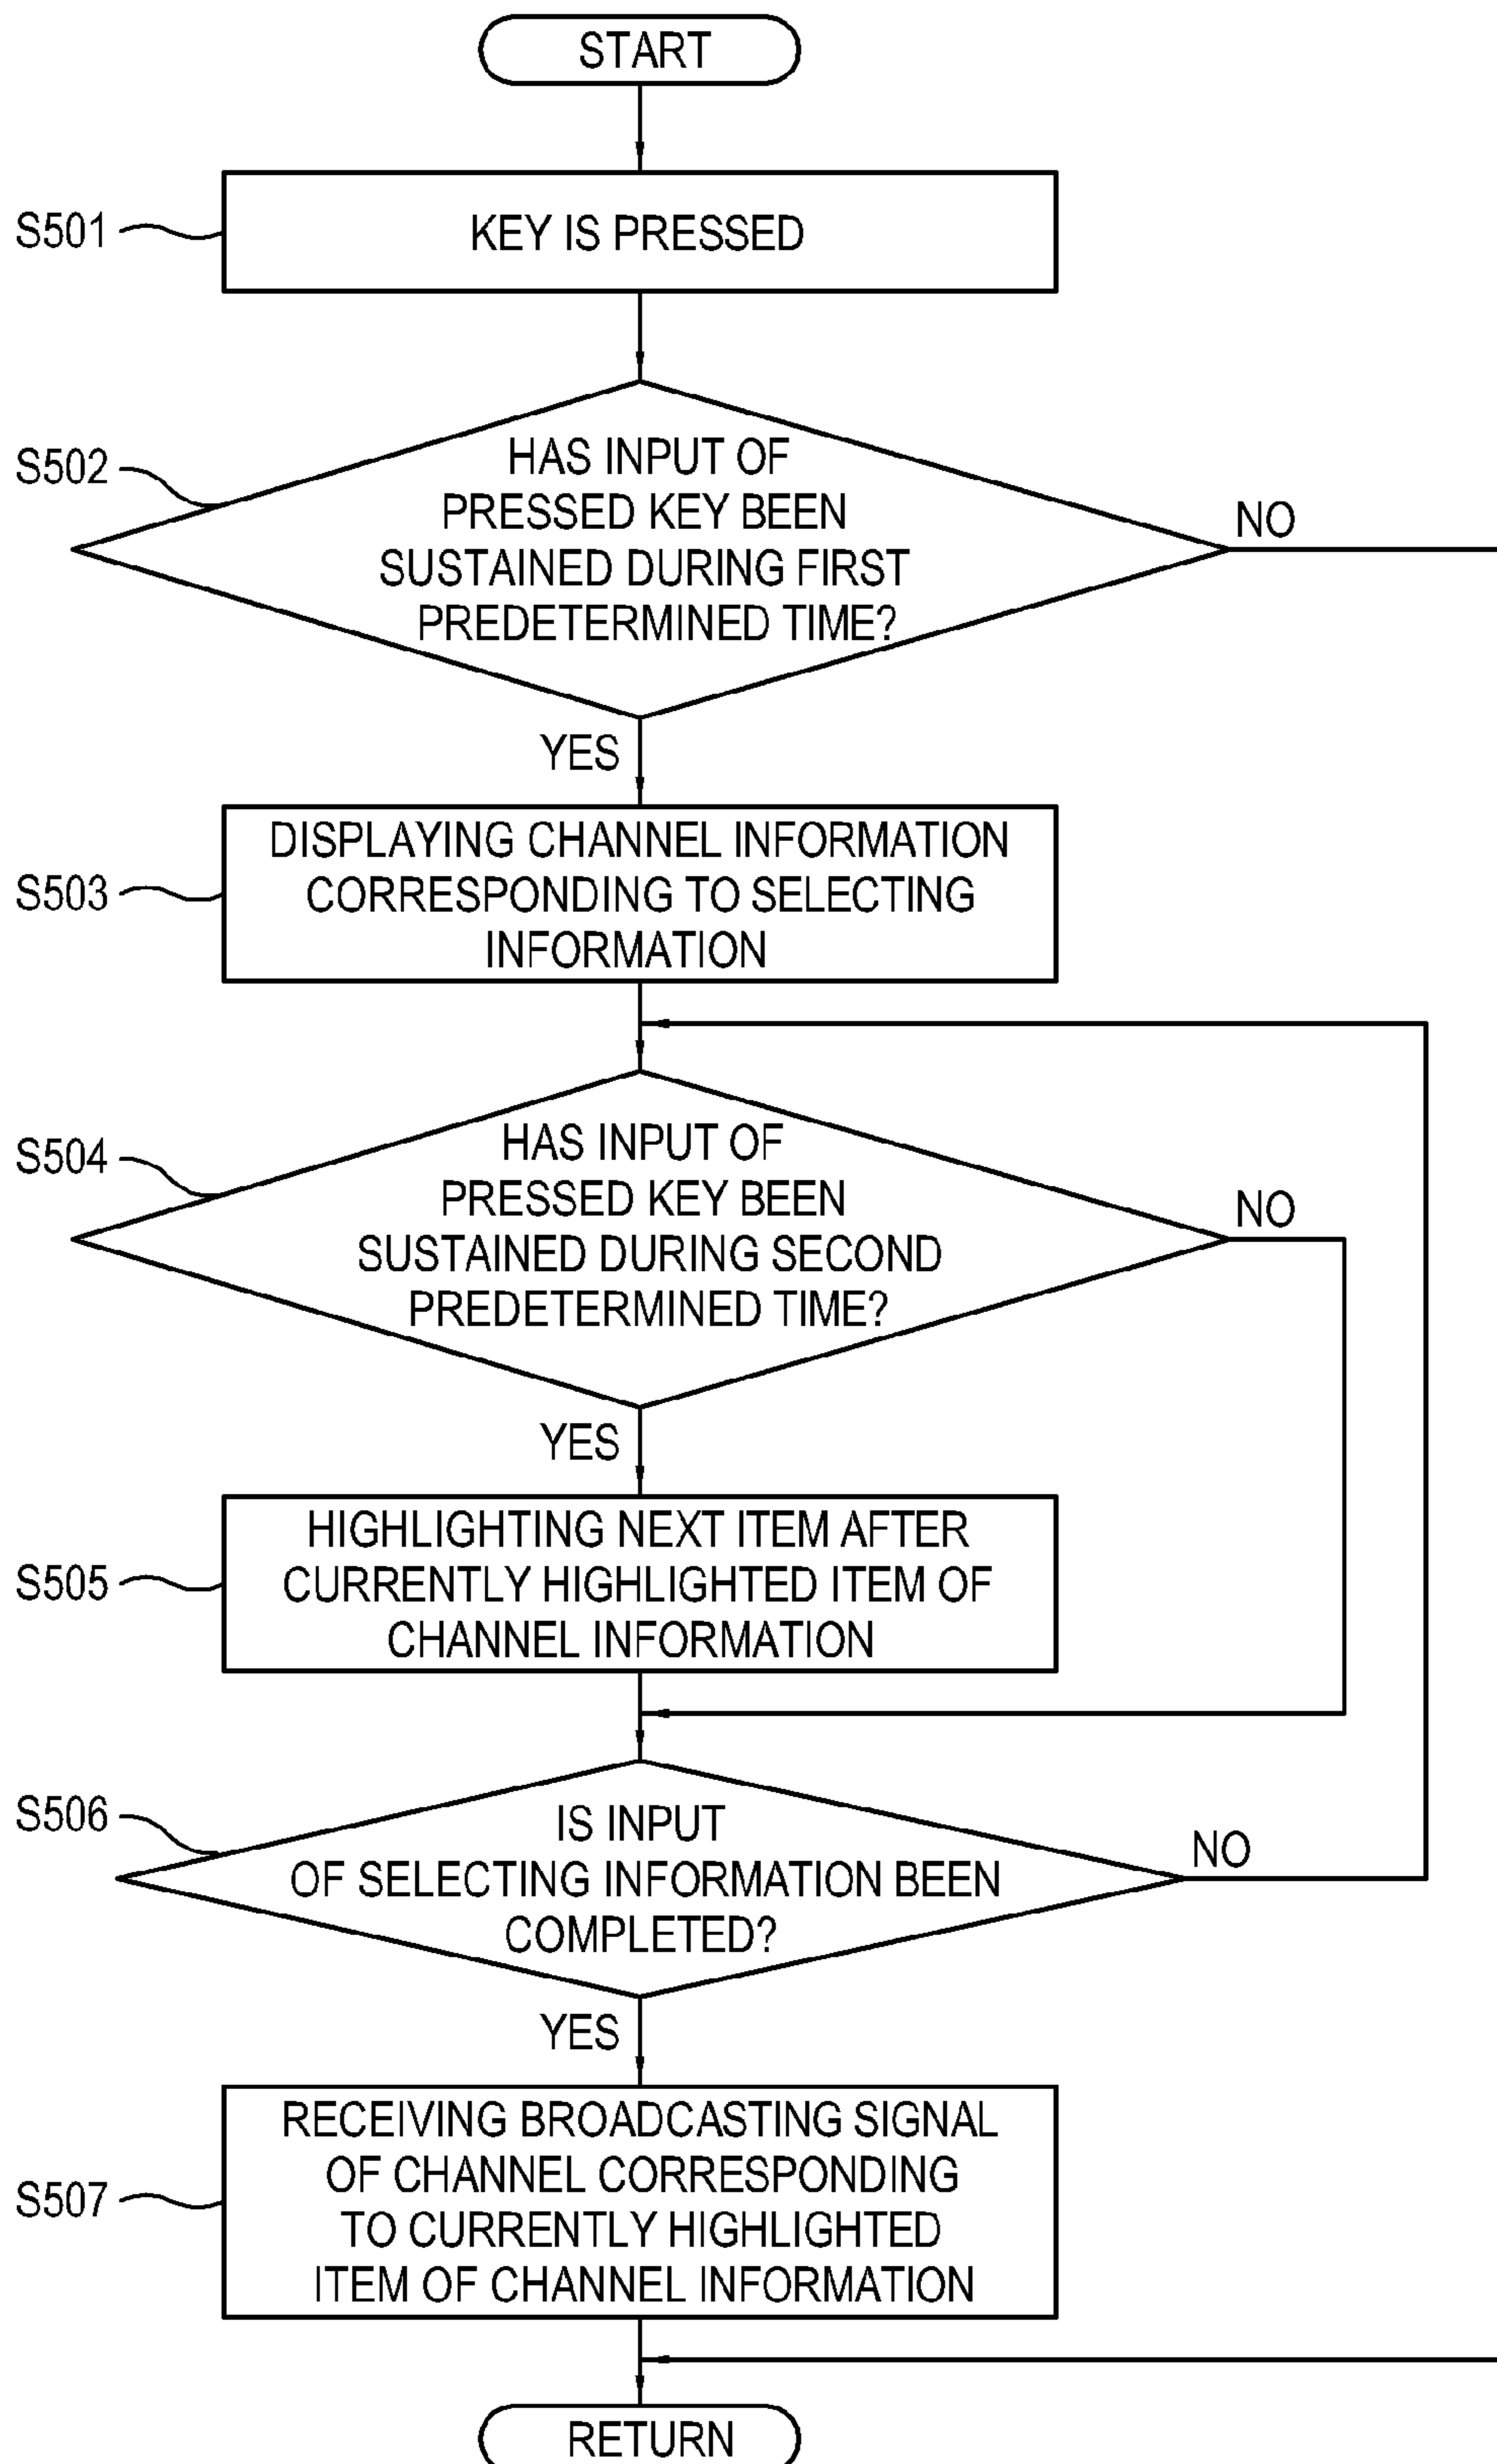 START
S501
KEY IS PRESSED
S502
HAS INPUT OF
PRESSED KEY BEEN
SUSTAINED DURING FIRST
PREDETERMINED TIME?
NO
YES
S503
DISPLAYING CHANNEL INFORMATION
CORRESPONDING TO SELECTING
INFORMATION
S504
HAS INPUT OF
PRESSED KEY BEEN
SUSTAINED DURING SECOND
PREDETERMINED TIME?
NO
YES
S505
HIGHLIGHTING NEXT ITEM AFTER
CURRENTLY HIGHLIGHTED ITEM OF
CHANNEL INFORMATION
S506
IS INPUT
OF SELECTING INFORMATION BEEN
COMPLETED?
NO
YES
S507
RECEIVING BROADCASTING SIGNAL
OF CHANNEL CORRESPONDING
TO CURRENTLY HIGHLIGHTED
ITEM OF CHANNEL INFORMATION
RETURN